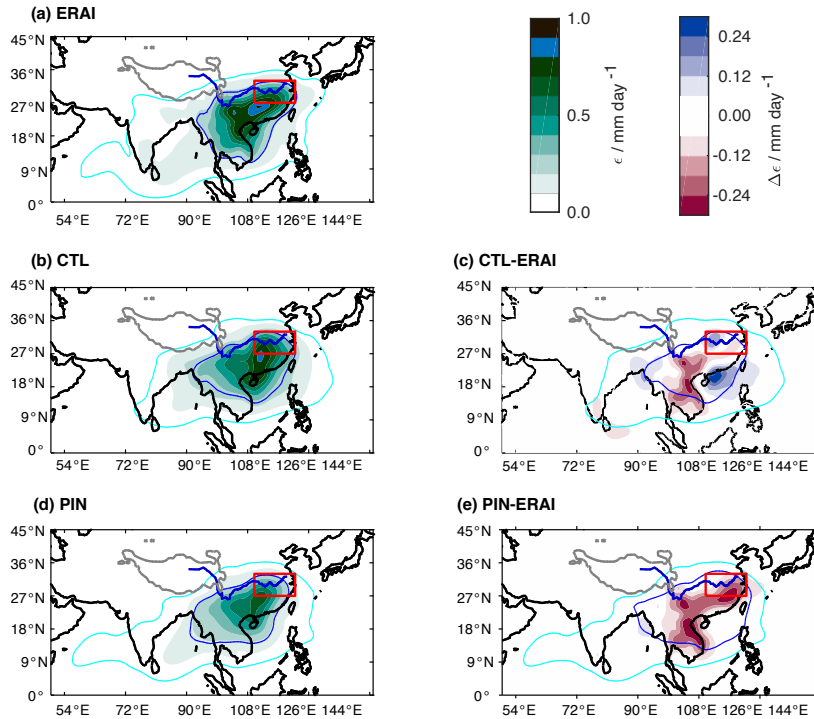 (a) ERAI
45°N
36°N
27°N
18°N
9°N
0°
54°E 72°E 90°E 108°E 126°E 144°E
1.0
0.5
0.0
ϵ / mm day -1
0.24
0.12
0.00
-0.12
-0.24
Δϵ / mm day -1
(b) CTL
45°N
36°N
27°N
18°N
9°N
0°
54°E 72°E 90°E 108°E 126°E 144°E
(c) CTL-ERAI
45°N
36°N
27°N
18°N
9°N
0°
54°E 72°E 90°E 108°E 126°E 144°E
(d) PIN
45°N
36°N
27°N
18°N
9°N
0°
54°E 72°E 90°E 108°E 126°E 144°E
(e) PIN-ERAI
45°N
36°N
27°N
18°N
9°N
0°
54°E 72°E 90°E 108°E 126°E 144°E